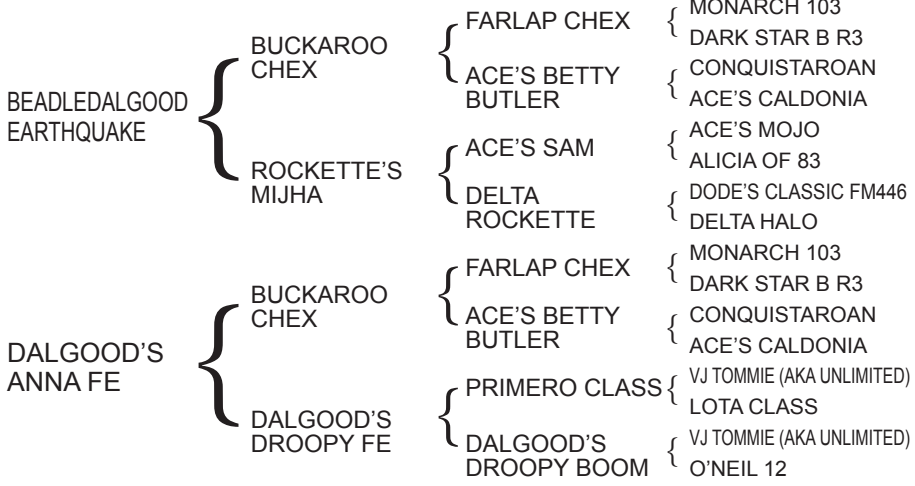 BEADLEDALGOOD
EARTHQUAKE
BUCKAROO
CHEX
FARLAP CHEX
MONARCH 103
DARK STAR B R3
ACE'S BETTY
BUTLER
CONQUISTAROAN
ACE'S CALDONIA
ROCKETTE'S
MIJHA
ACE'S SAM
ACE'S MOJO
ALICIA OF 83
DELTA
ROCKETTE
DODE'S CLASSIC FM446
DELTA HALO
DALGOOD'S
ANNA FE
BUCKAROO
CHEX
FARLAP CHEX
MONARCH 103
DARK STAR B R3
ACE'S BETTY
BUTLER
CONQUISTAROAN
ACE'S CALDONIA
DALGOOD'S
DROOPY FE
PRIMERO CLASS
VJ TOMMIE (AKA UNLIMITED)
LOTA CLASS
DALGOOD'S
DROOPY BOOM
VJ TOMMIE (AKA UNLIMITED)
O'NEIL 12